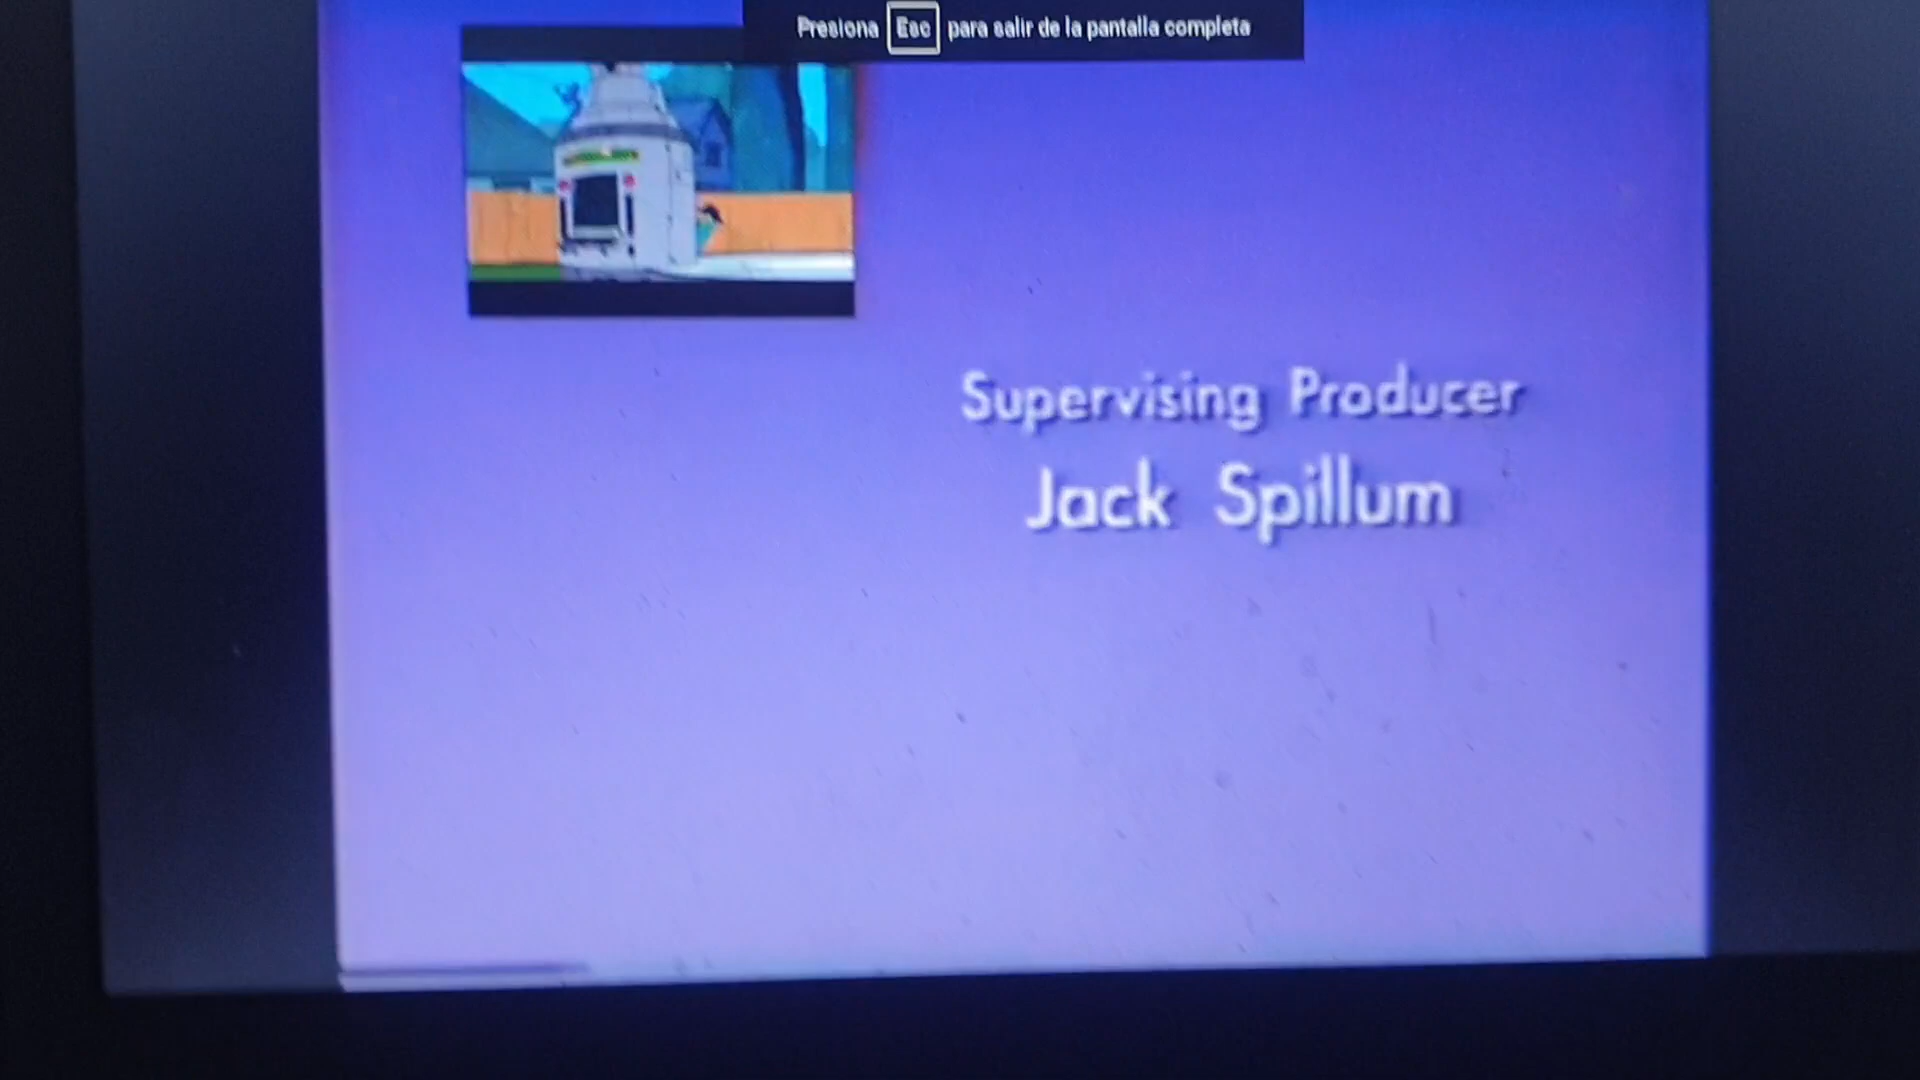 Presiona Esc para salir de la pantalla completa
Supervising Producer
Jack Spillum